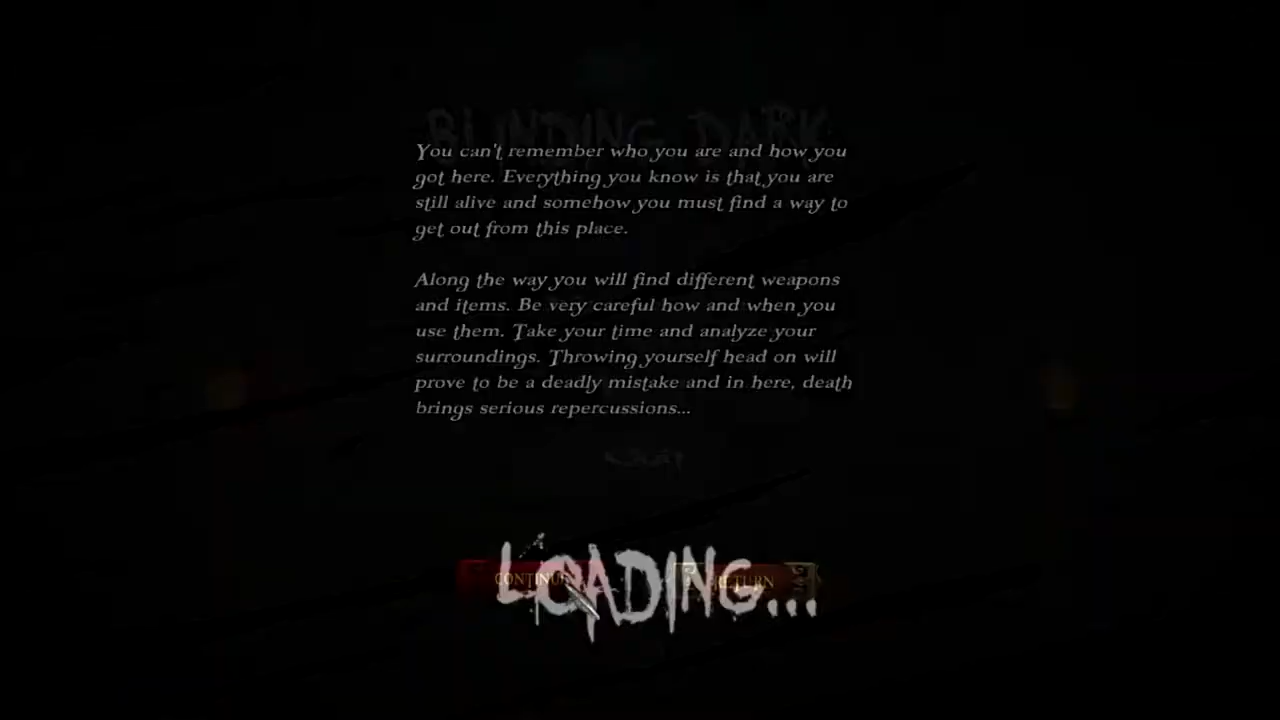 BLINDING DARK
You can't remember who you are and how you
got here. Everything you know is that you are
still alive and somehow you must find a way to
get out from this place.
Along the way you will find different weapons
and items. Be very careful how and when you
use them. Take your time and analyze your
surroundings. Throwing yourself head on will
prove to be a deadly mistake and in here, death
brings serious repercussions...
CONTINUE
RETURN
LOADING...